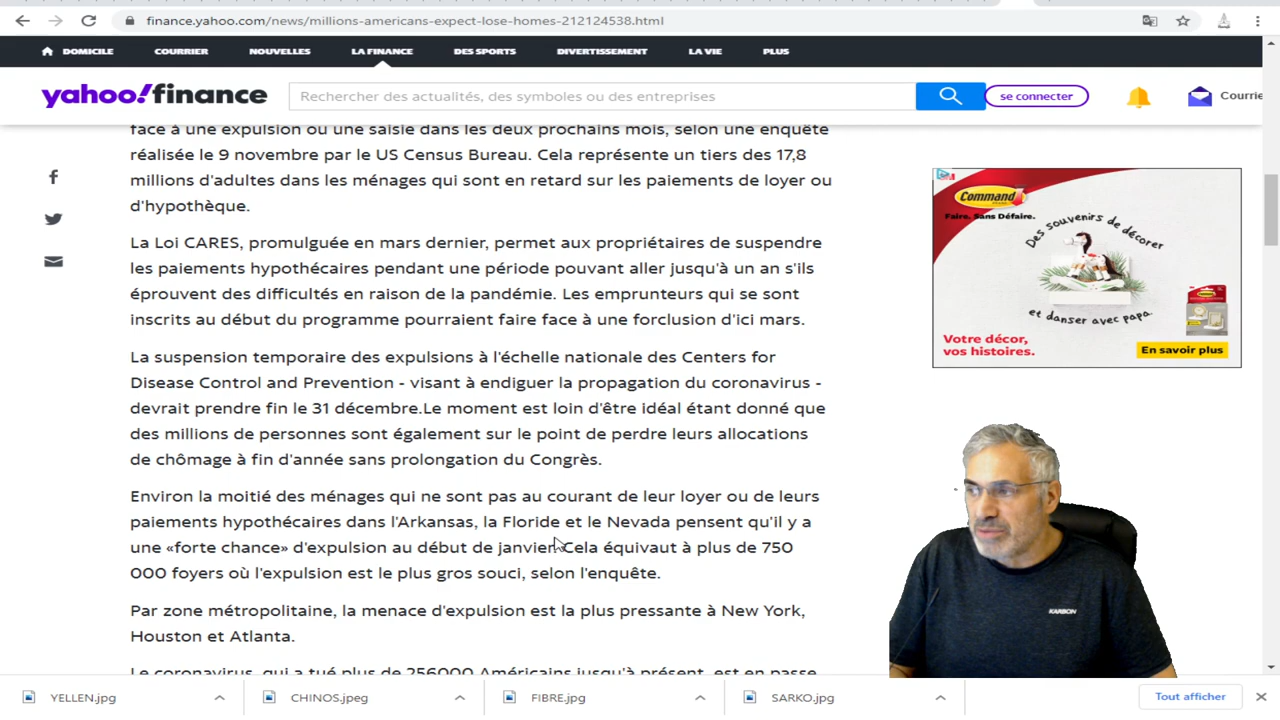 finance.yahoo.com/news/millions-americans-expect-lose-homes-212124538.html
DOMICILE COURRIER NOUVELLES LA FINANCE DES SPORTS DIVERTISSEMENT LA VIE PLUS
yahoo!finance
Rechercher des actualités, des symboles ou des entreprises
se connecter
Courrie
face à une expulsion ou une saisie dans les deux prochains mois, selon une enquête
réalisée le 9 novembre par le US Census Bureau. Cela représente un tiers des 17,8
millions d'adultes dans les ménages qui sont en retard sur les paiements de loyer ou
d'hypothèque.
La Loi CARES, promulguée en mars dernier, permet aux propriétaires de suspendre
les paiements hypothécaires pendant une période pouvant aller jusqu'à un an s'ils
éprouvent des difficultés en raison de la pandémie. Les emprunteurs qui se sont
inscrits au début du programme pourraient faire face à une forclusion d'ici mars.
La suspension temporaire des expulsions à l'échelle nationale des Centers for
Disease Control and Prevention - visant à endiguer la propagation du coronavirus -
devrait prendre fin le 31 décembre.Le moment est loin d'être idéal étant donné que
des millions de personnes sont également sur le point de perdre leurs allocations
de chômage à fin d'année sans prolongation du Congrès.
Environ la moitié des ménages qui ne sont pas au courant de leur loyer ou de leurs
paiements hypothécaires dans l'Arkansas, la Floride et le Nevada pensent qu'il y a
une «forte chance» d'expulsion au début de janvier.Cela équivaut à plus de 750
000 foyers où l'expulsion est le plus gros souci, selon l'enquête.
Par zone métropolitaine, la menace d'expulsion est la plus pressante à New York,
Houston et Atlanta.
Le coronavirus, qui a tué plus de 256000 Américains jusqu'à présent, est en passe
Command
Faire. Sans Défaire.
Des souvenirs de décorer
et danser avec papa.
Votre décor,
vos histoires.
En savoir plus
KARBON
YELLEN.jpg
CHINOS.jpeg
FIBRE.jpg
SARKO.jpg
Tout afficher